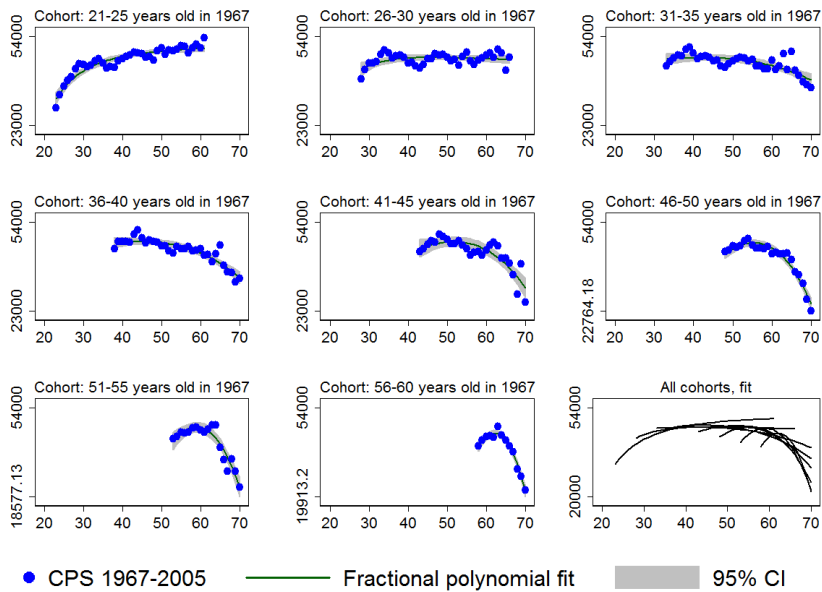 Cohort: 21-25 years old in 1967
54000
23000
20 30 40 50 60 70
Cohort: 26-30 years old in 1967
54000
23000
20 30 40 50 60 70
Cohort: 31-35 years old in 1967
54000
23000
20 30 40 50 60 70
Cohort: 36-40 years old in 1967
54000
23000
20 30 40 50 60 70
Cohort: 41-45 years old in 1967
54000
23000
20 30 40 50 60 70
Cohort: 46-50 years old in 1967
54000
22764.18
20 30 40 50 60 70
Cohort: 51-55 years old in 1967
54000
18577.13
20 30 40 50 60 70
Cohort: 56-60 years old in 1967
54000
19913.2
20 30 40 50 60 70
All cohorts, fit
54000
20000
20 30 40 50 60 70
CPS 1967-2005 Fractional polynomial fit 95% CI